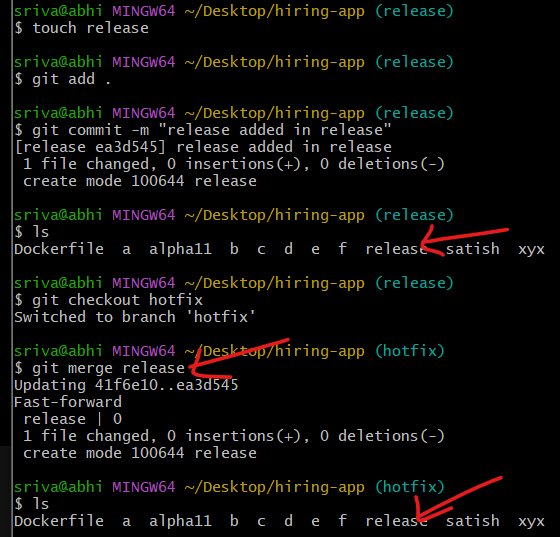 sriva@abhi MINGW64 ~/Desktop/hiring-app (release)
$ touch release
sriva@abhi MINGW64 ~/Desktop/hiring-app (release)
$ git add .
sriva@abhi MINGW64 ~/Desktop/hiring-app (release)
$ git commit -m "release added in release"
[release ea3d545] release added in release
 1 file changed, 0 insertions(+), 0 deletions(-)
 create mode 100644 release
sriva@abhi MINGW64 ~/Desktop/hiring-app (release)
$ ls
Dockerfile  a  alpha11  b  c  d  e  f  release  satish  xyx
sriva@abhi MINGW64 ~/Desktop/hiring-app (release)
$ git checkout hotfix
Switched to branch 'hotfix'
sriva@abhi MINGW64 ~/Desktop/hiring-app (hotfix)
$ git merge release
Updating 41f6e10..ea3d545
Fast-forward
 release | 0
 1 file changed, 0 insertions(+), 0 deletions(-)
 create mode 100644 release
sriva@abhi MINGW64 ~/Desktop/hiring-app (hotfix)
$ ls
Dockerfile  a  alpha11  b  c  d  e  f  release  satish  xyx